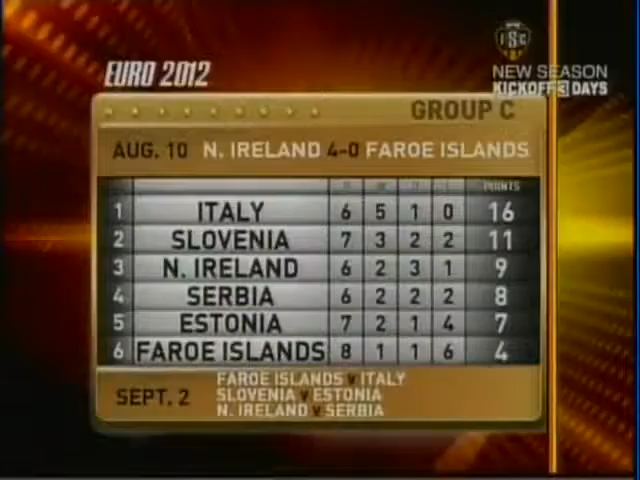 FSC
NEW SEASON
KICKOFF 3 DAYS
EURO 2012
GROUP C
AUG. 10 N. IRELAND 4-0 FAROE ISLANDS
POINTS
1 ITALY 6 5 1 0 16
2 SLOVENIA 7 3 2 2 11
3 N. IRELAND 6 2 3 1 9
4 SERBIA 6 2 2 2 8
5 ESTONIA 7 2 1 4 7
6 FAROE ISLANDS 8 1 1 6 4
SEPT. 2
FAROE ISLANDS V ITALY
SLOVENIA V ESTONIA
N. IRELAND V SERBIA